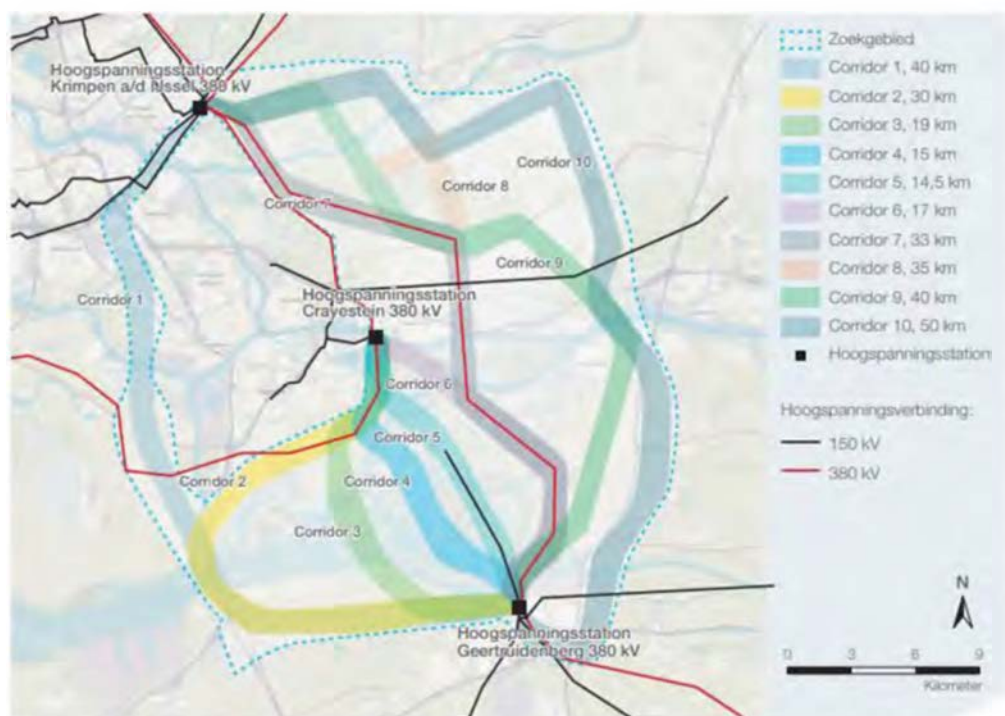 Hoogspanningsstation
Krimpen a/d IJssel 380 kV
Corridor 10
Corridor 8
Corridor 7
Corridor 9
Corridor 1
Hoogspanningsstation
Crayestein 380 kV
Corridor 6
Corridor 5
Corridor 2
Corridor 4
Corridor 3
Hoogspanningsstation
Geertruidenberg 380 kV
Zoekgebied
Corridor 1, 40 km
Corridor 2, 30 km
Corridor 3, 19 km
Corridor 4, 15 km
Corridor 5, 14,5 km
Corridor 6, 17 km
Corridor 7, 33 km
Corridor 8, 35 km
Corridor 9, 40 km
Corridor 10, 50 km
Hoogspanningsstation
Hoogspanningsverbinding:
150 kV
380 kV
N
0 3 6 9
Kilometer